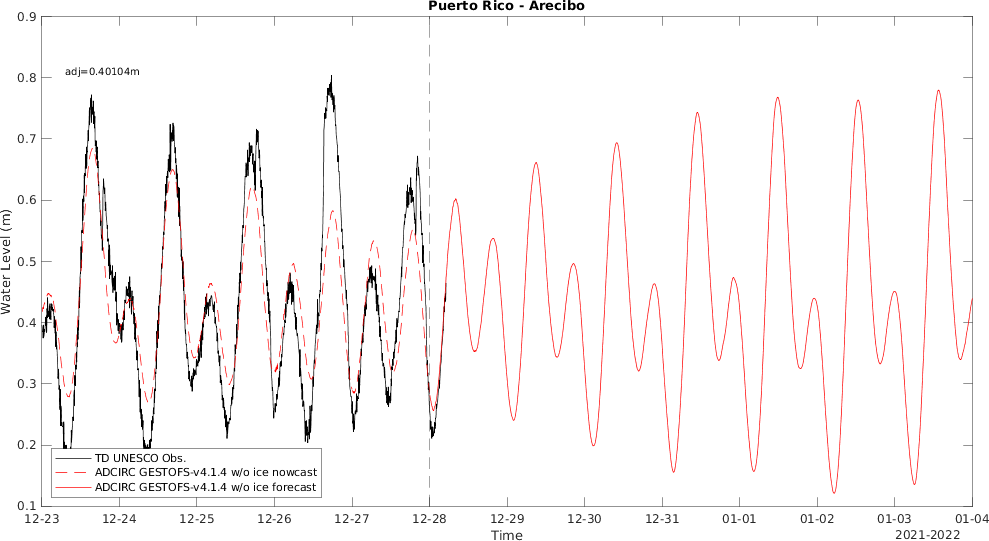 Puerto Rico - Arecibo
0.9
0.8
0.7
0.6
0.5
0.4
0.3
0.2
0.1
Water Level (m)
adj=0.40104m
TD UNESCO Obs.
ADCIRC GESTOFS-v4.1.4 w/o ice nowcast
ADCIRC GESTOFS-v4.1.4 w/o ice forecast
12-23 12-24 12-25 12-26 12-27 12-28 12-29 12-30 12-31 01-01 01-02 01-03 01-04
Time
2021-2022